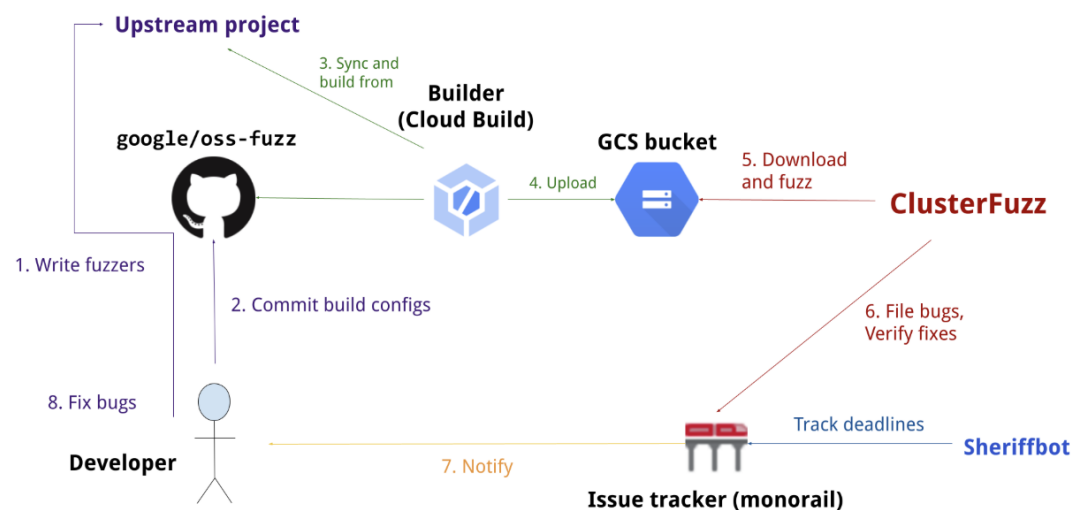 Upstream project
3. Sync and
build from
Builder
(Cloud Build)
google/oss-fuzz
GCS bucket
5. Download
and fuzz
4. Upload
ClusterFuzz
1. Write fuzzers
2. Commit build configs
6. File bugs,
Verify fixes
8. Fix bugs
Track deadlines
Sheriffbot
Developer
7. Notify
Issue tracker (monorail)